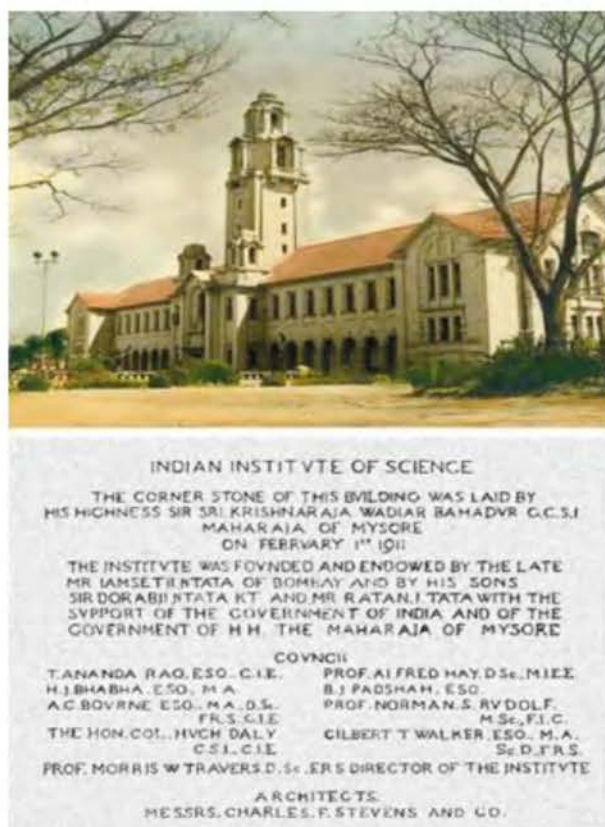 INDIAN INSTITVTE OF SCIENCE
THE CORNER STONE OF THIS BVILDING WAS LAID BY
HIS HIGHNESS SIR SRI KRISHNARAJA WADIAR BAHADVR G.C.S.I
MAHARAJA OF MYSORE
ON FEBRVARY 1ST 1911
THE INSTITVTE WAS FOVNDED AND ENDOWED BY THE LATE
MR JAMSETJI N TATA OF BOMBAY AND BY HIS SONS
SIR DORABJI N TATA KT AND MR RATAN J. TATA WITH THE
SVPPORT OF THE GOVERNMENT OF INDIA AND OF THE
GOVERNMENT OF H H THE MAHARAJA OF MYSORE
COVNCIL
T. ANANDA RAO, ESQ., C.I.E. PROF. ALFRED HAY, D.Sc., M.I.E.E
H.J. BHABHA, ESQ., M A B.J PADSHAH, ESQ
A.C. BOVRNE ESQ., M.A., D.Sc. PROF. NORMAN. S. RVDOLF.
F.R.S. C.I.E M.Sc., F.I.C.
THE HON. COL., HVGH DALY GILBERT T WALKER, ESQ., M.A.
C.S.I., C.I.E Sc.D., F.R.S.
PROF. MORRIS W TRAVERS. D.Sc., F.R.S DIRECTOR OF THE INSTITVTE
ARCHITECTS.
MESSRS. CHARLES. F. STEVENS AND CO.